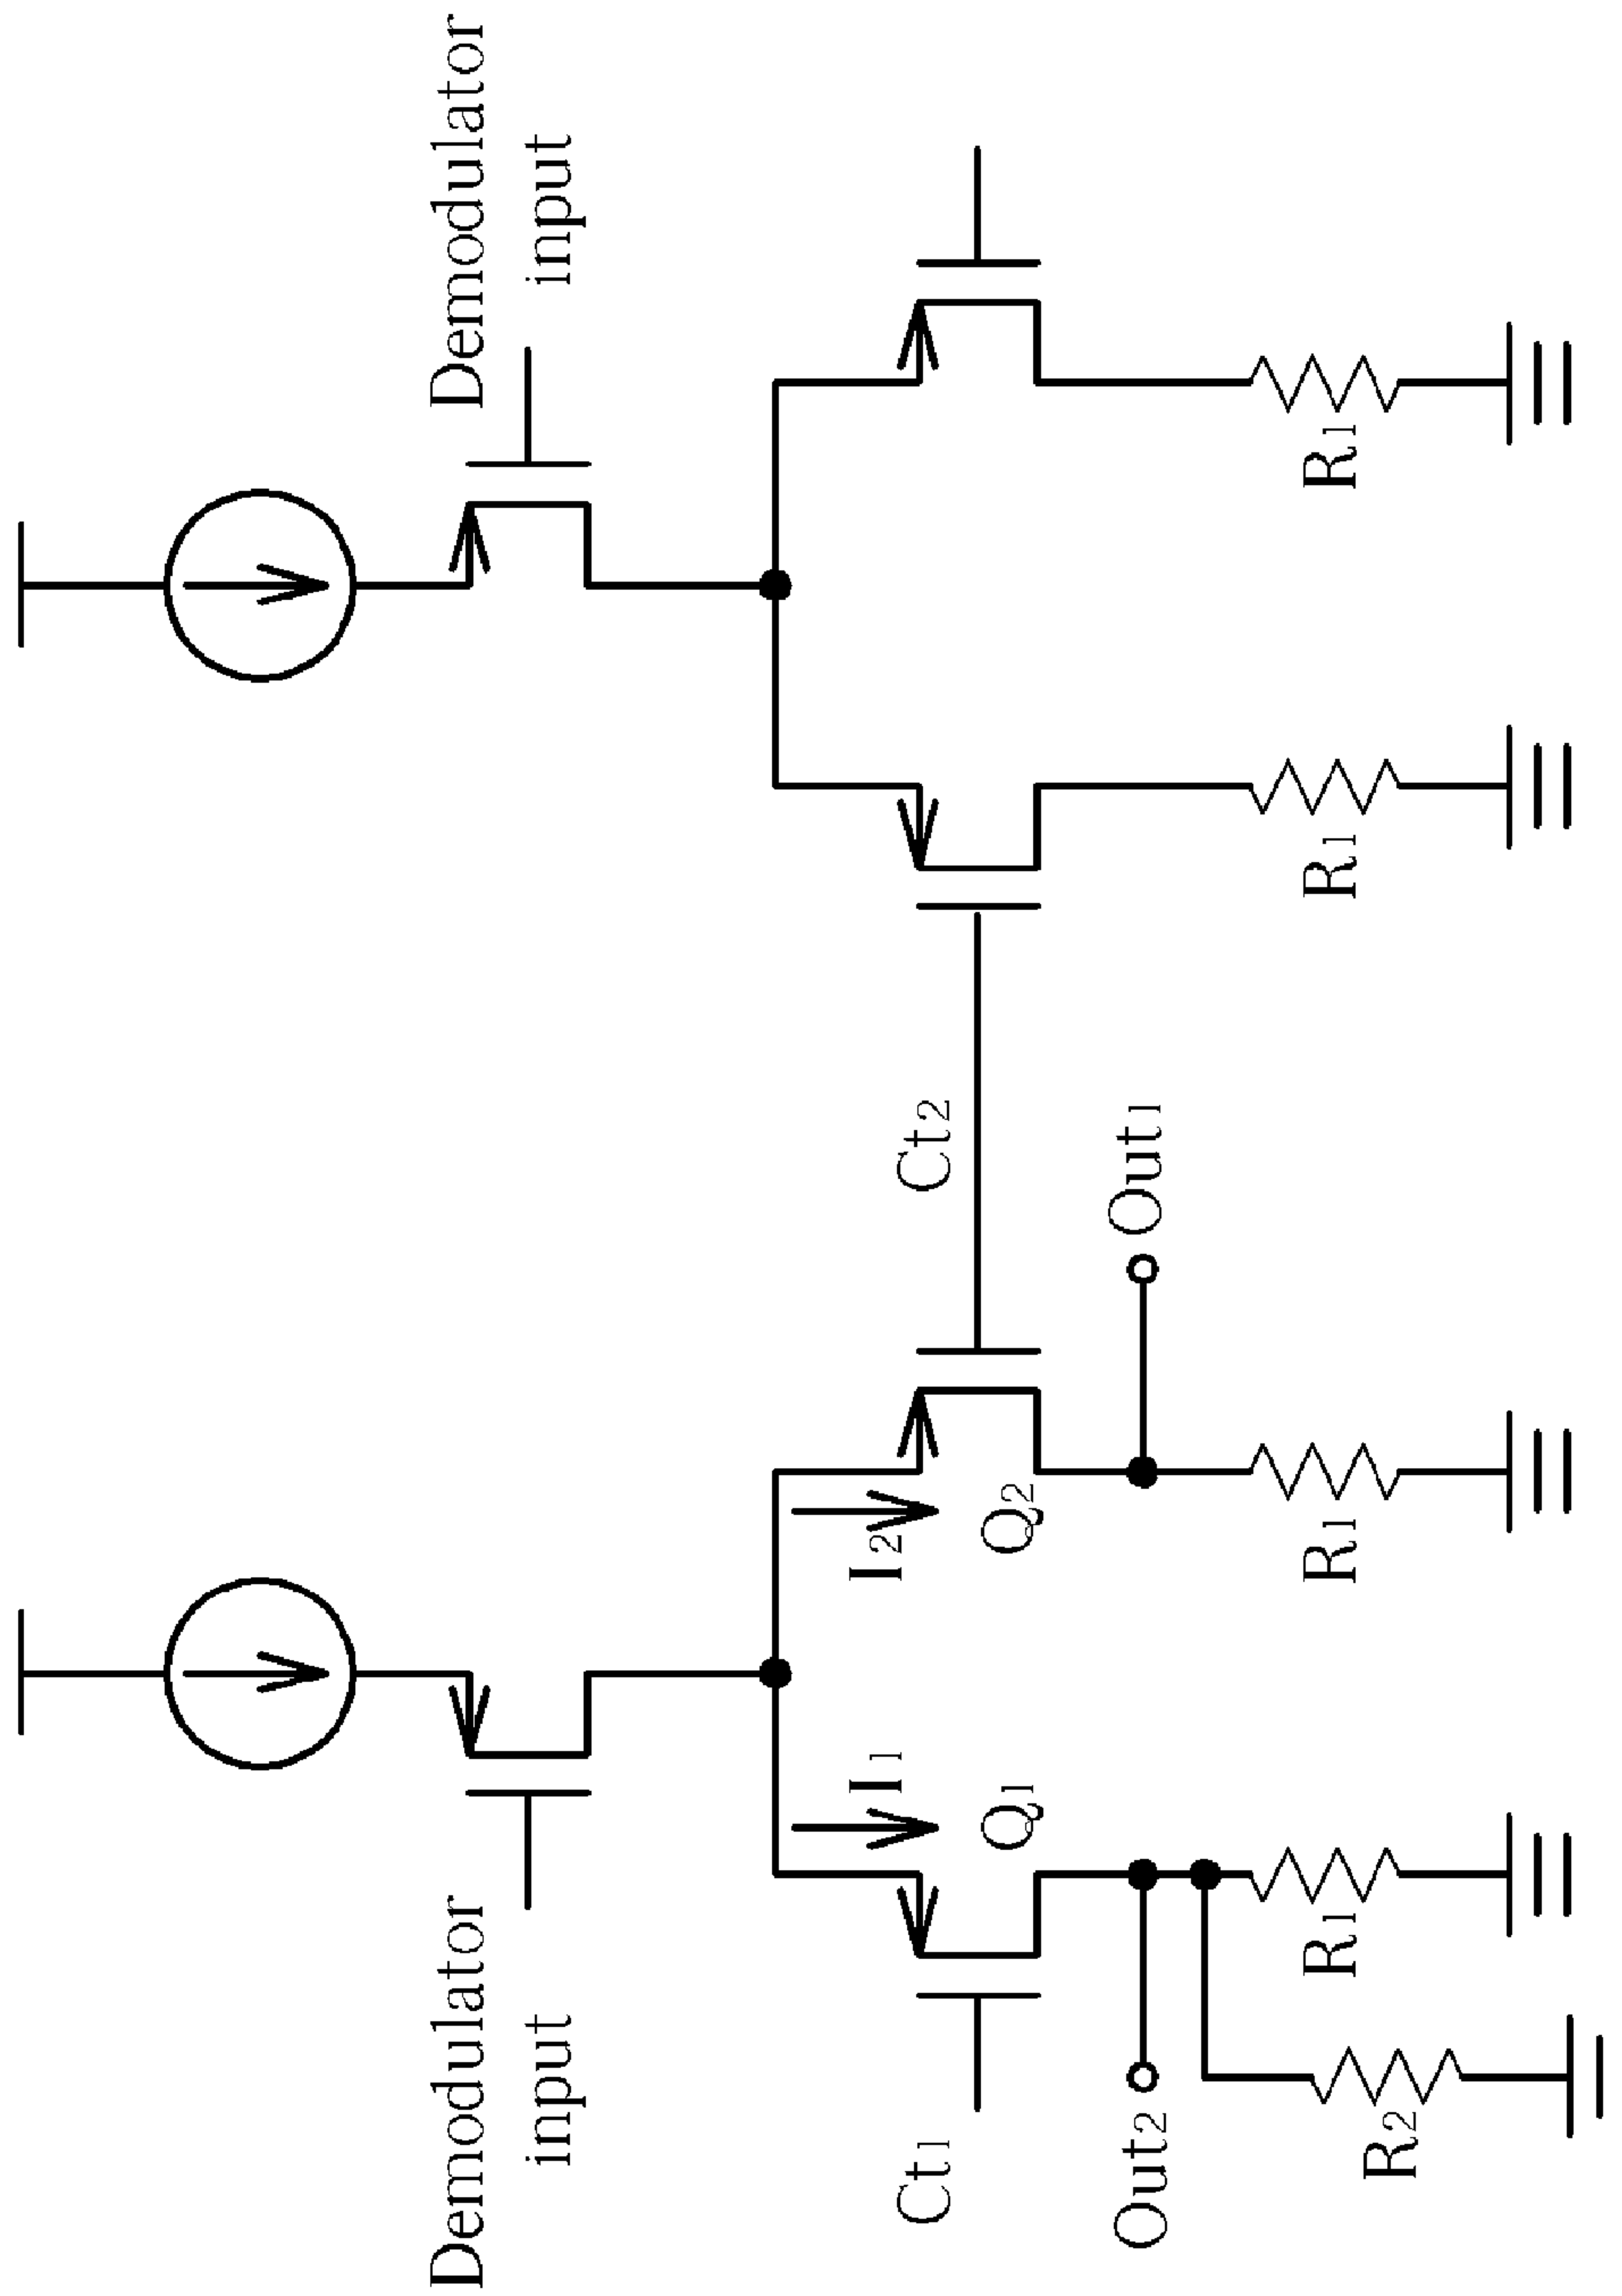 Demodulator
input
Demodulator
input
I1
I2
Ct1
Ct2
Q1
Q2
Out2
Out1
R1
R1
R1
R1
R2